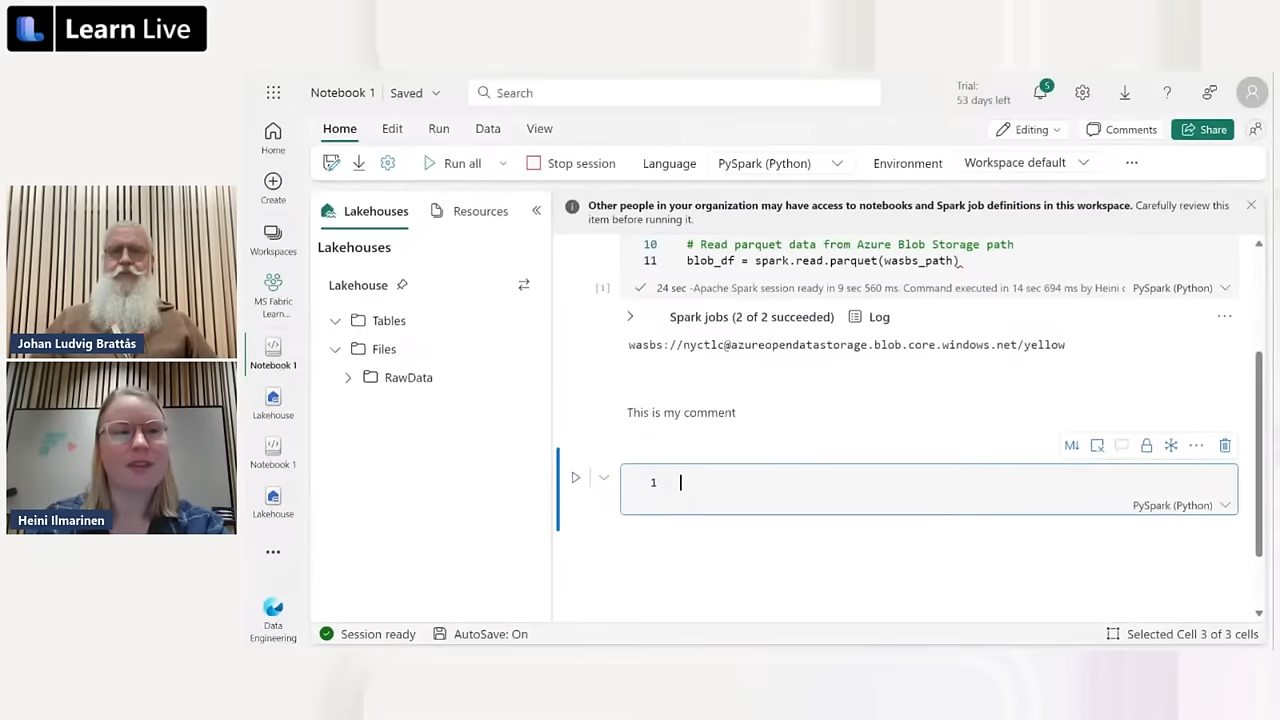 Learn Live
Notebook 1 Saved
Search
Trial:
53 days left
5
Home Edit Run Data View
Editing
Comments
Share
Run all
Stop session
Language PySpark (Python)
Environment Workspace default
Home
Create
Workspaces
MS Fabric
Learn...
Notebook 1
Lakehouse
Notebook 1
Lakehouse
Data
Engineering
Lakehouses Resources
Lakehouses
Lakehouse
Tables
Files
RawData
Other people in your organization may have access to notebooks and Spark job definitions in this workspace. Carefully review this
item before running it.
10 # Read parquet data from Azure Blob Storage path
11 blob_df = spark.read.parquet(wasbs_path)
[1] 24 sec -Apache Spark session ready in 9 sec 560 ms. Command executed in 14 sec 694 ms by Heini PySpark (Python)
Spark jobs (2 of 2 succeeded) Log
wasbs://nyctlc@azureopendatastorage.blob.core.windows.net/yellow
This is my comment
M↓
1
PySpark (Python)
Session ready AutoSave: On
Selected Cell 3 of 3 cells
Johan Ludvig Brattås
Heini Ilmarinen